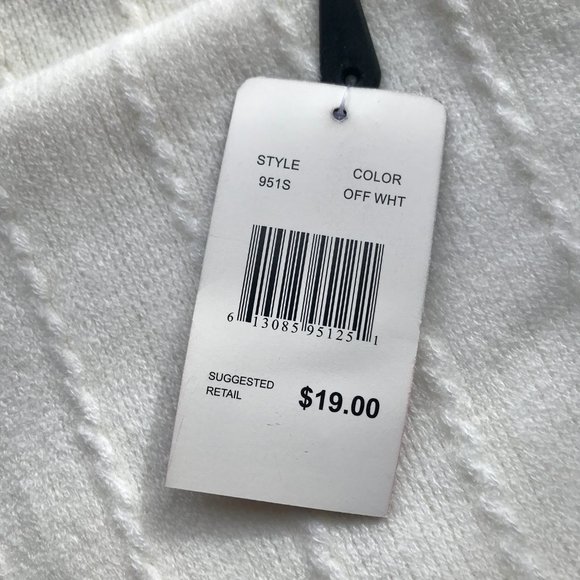 STYLE
951S
COLOR
OFF WHT
6 13085 95125 1
SUGGESTED
RETAIL
$19.00